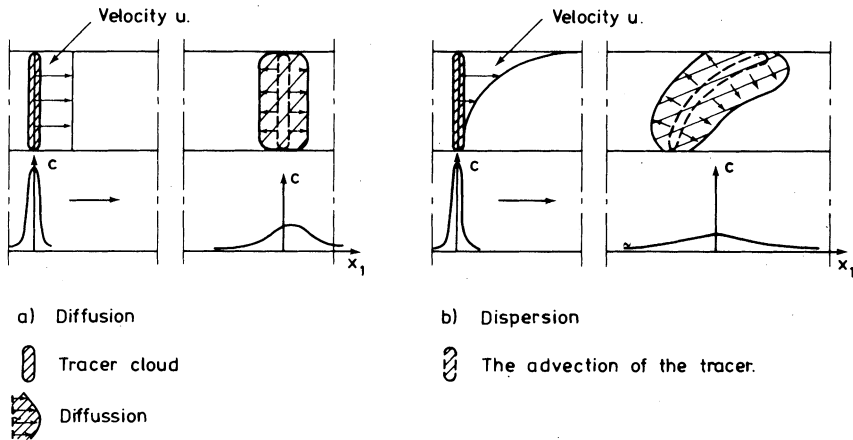 Velocity u.
Velocity u.
c
c
x1
c
c
x1
a) Diffusion
b) Dispersion
Tracer cloud
The advection of the tracer.
Diffussion